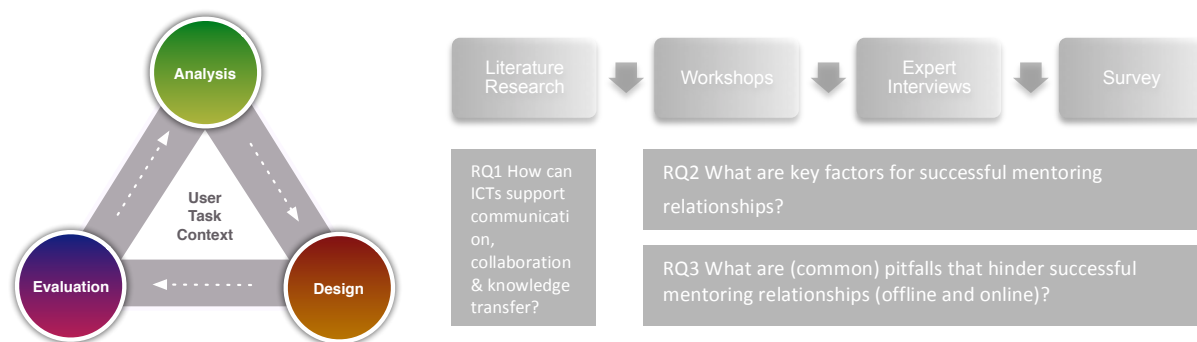 Analysis
User
Task
Context
Evaluation
Design
Literature
Research
Workshops
Expert
Interviews
Survey
RQ1 How can
ICTs support
communicati
on,
collaboration
& knowledge
transfer?
RQ2 What are key factors for successful mentoring
relationships?
RQ3 What are (common) pitfalls that hinder successful
mentoring relationships (offline and online)?